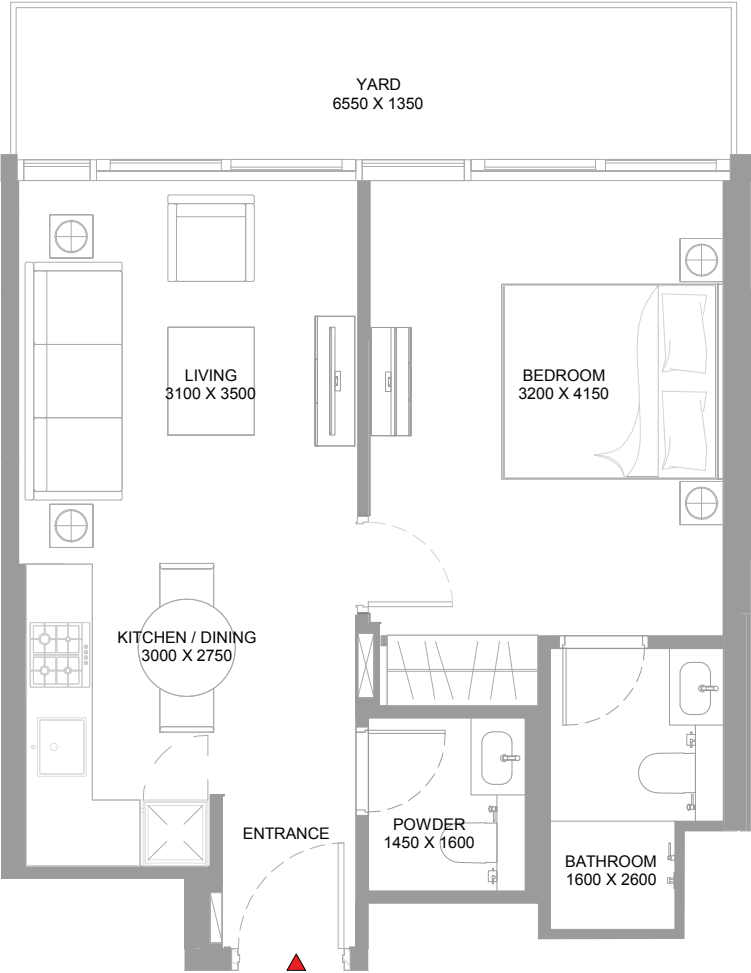 YARD
6550 X 1350
LIVING
3100 X 3500
BEDROOM
3200 X 4150
KITCHEN / DINING
3000 X 2750
ENTRANCE
POWDER
1450 X 1600
BATHROOM
1600 X 2600